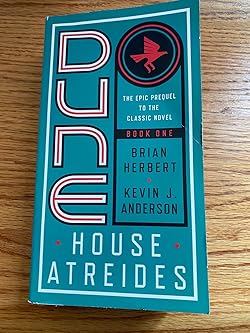 DUNE
THE EPIC PREQUEL
TO THE
CLASSIC NOVEL
BOOK ONE
BRIAN
HERBERT
KEVIN J.
ANDERSON
• HOUSE •
ATREIDES